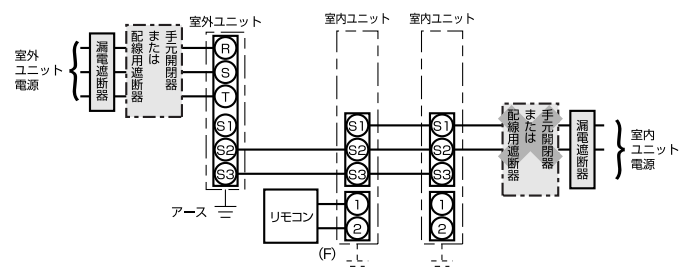 室外ユニット
室内ユニット
室内ユニット
室外
ユニット
電源
漏電遮断器
手元開閉器
または
配線用遮断器
R
S
T
S1
S2
S3
S1
S2
S3
1
2
S1
S2
S3
1
2
手元開閉器
または
配線用遮断器
漏電遮断器
室内
ユニット
電源
アース
リモコン
(F)